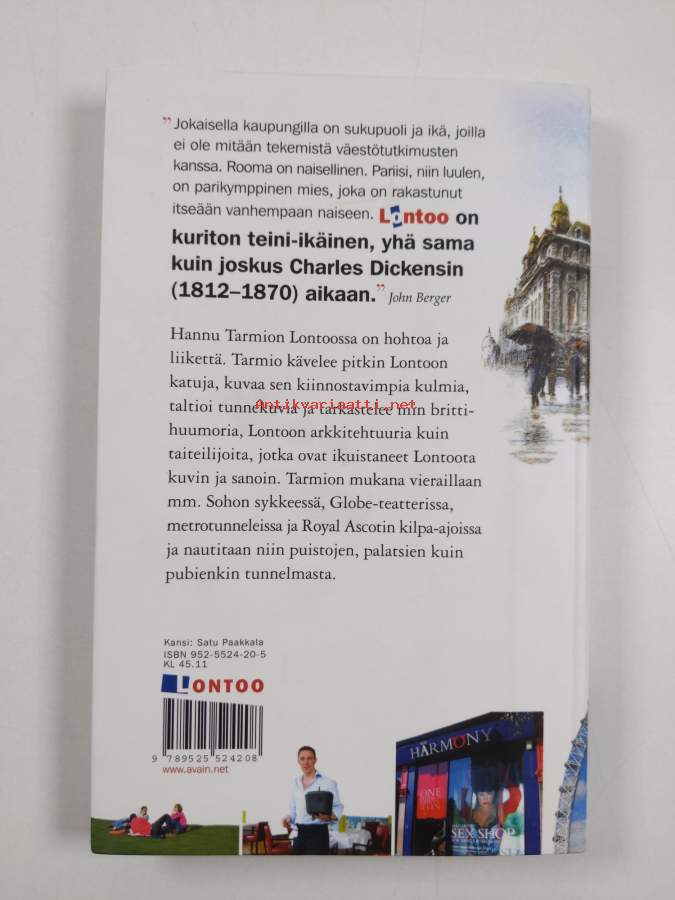 "Jokaisella kaupungilla on sukupuoli ja ikä, joilla
ei ole mitään tekemistä väestötutkimusten
kanssa. Rooma on naisellinen. Pariisi, niin luulen,
on parikymppinen mies, joka on rakastunut
itseään vanhempaan naiseen. Lontoo on
kuriton teini-ikäinen, yhä sama
kuin joskus Charles Dickensin
(1812–1870) aikaan." John Berger
Hannu Tarmion Lontoossa on hohtoa ja
liikettä. Tarmio kävelee pitkin Lontoon
katuja, kuvaa sen kiinnostavimpia kulmia,
taltioi tunnekuvia ja tarkastelee niin britti-
Antikvariaatti.net
huumoria, Lontoon arkkitehtuuria kuin
taiteilijoita, jotka ovat ikuistaneet Lontoota
kuvin ja sanoin. Tarmion mukana vieraillaan
mm. Sohon sykkeessä, Globe-teatterissa,
metrotunneleissa ja Royal Ascotin kilpa-ajoissa
ja nautitaan niin puistojen, palatsien kuin
pubienkin tunnelmasta.
Kansi: Satu Paakkala
ISBN 952-5524-20-5
KL 45.11
LONTOO
9 789525 524208
www.avain.net
HARMONY
ONE
SEX SHOP